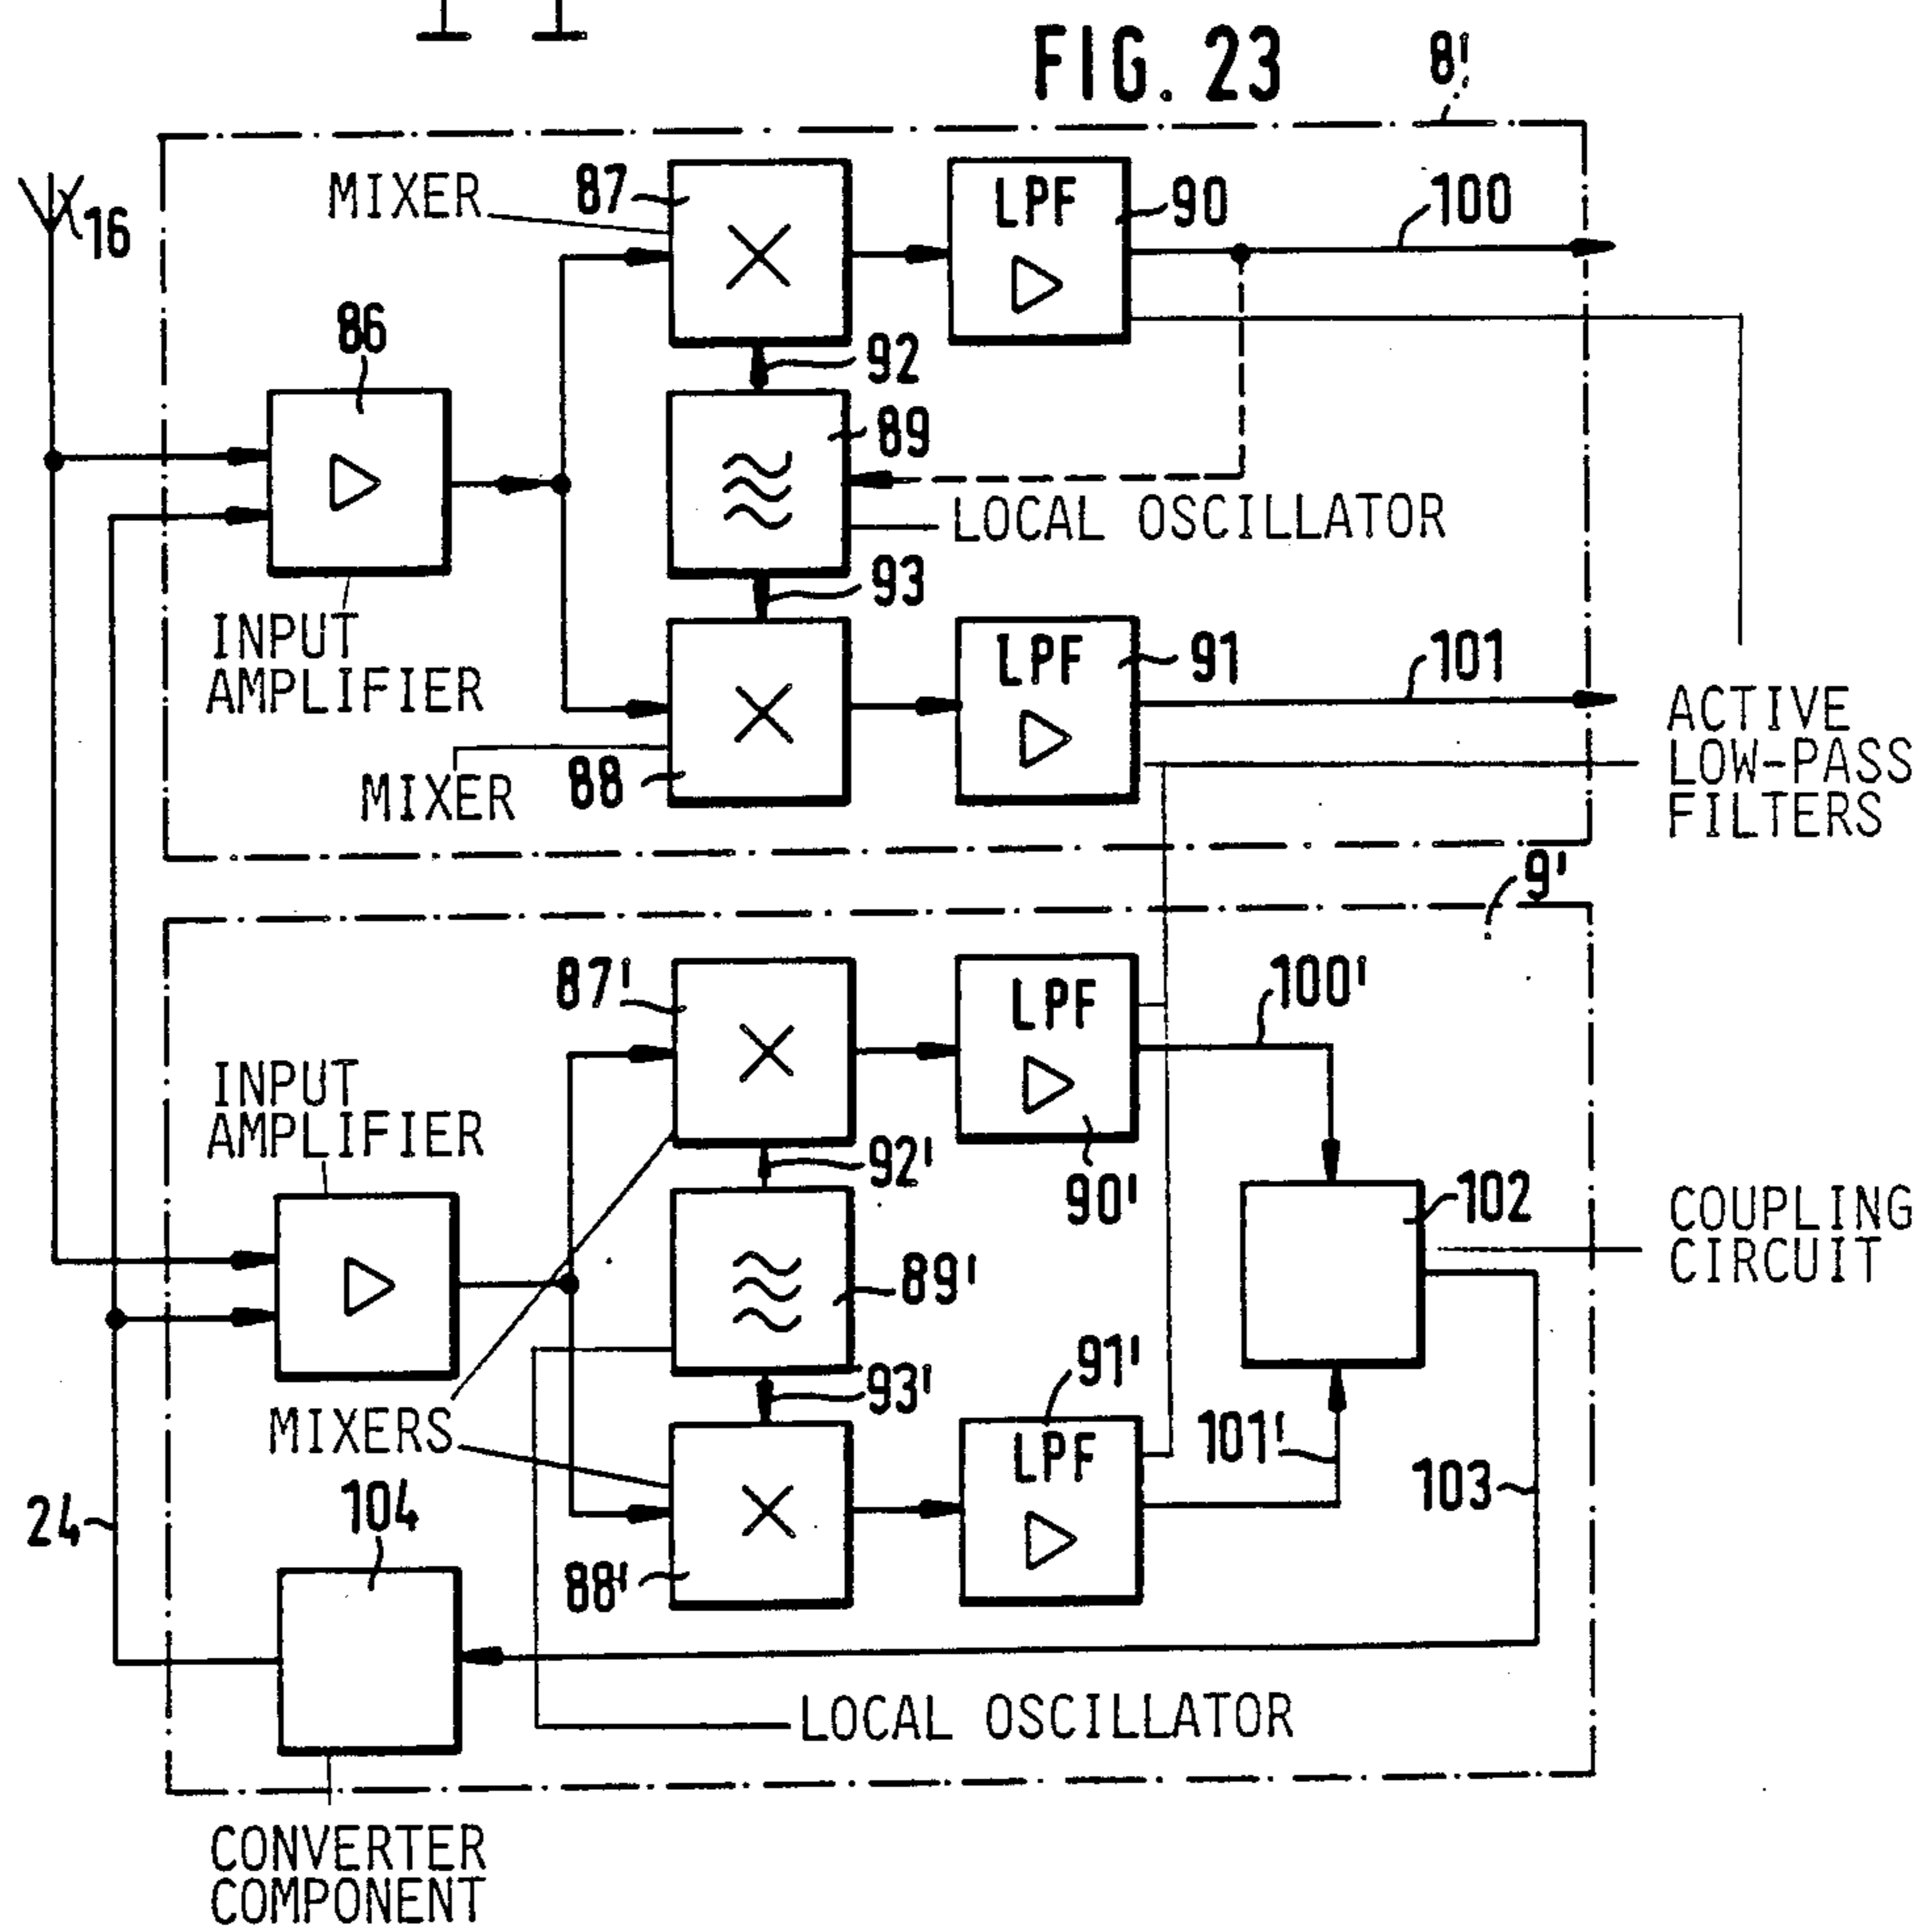 FIG. 23
8'
16
MIXER
87
LPF
90
100
86
92
89
LOCAL OSCILLATOR
93
INPUT
AMPLIFIER
LPF
91
101
MIXER
88
ACTIVE
LOW-PASS
FILTERS
9'
87'
LPF
100'
INPUT
AMPLIFIER
92'
90'
102
COUPLING
CIRCUIT
89'
91'
93'
MIXERS
LPF
101'
103
24
104
88'
LOCAL OSCILLATOR
CONVERTER
COMPONENT